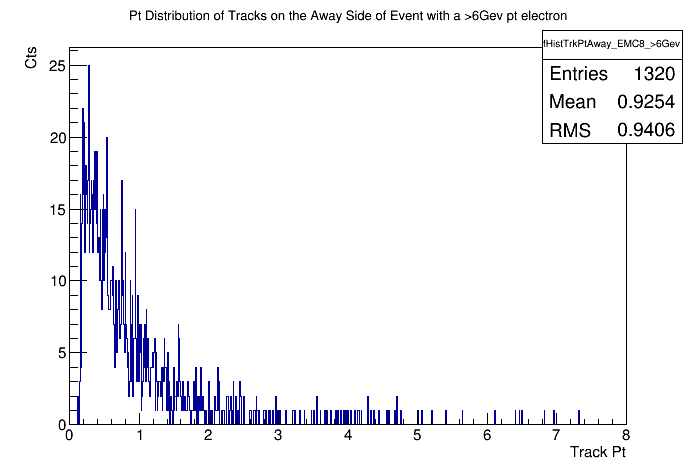 Pt Distribution of Tracks on the Away Side of Event with a >6Gev pt electron
fHistTrkPtAway_EMC8_>6Gev
Entries 1320
Mean 0.9254
RMS 0.9406
Cts
25
20
15
10
5
0
0 1 2 3 4 5 6 7 8
Track Pt